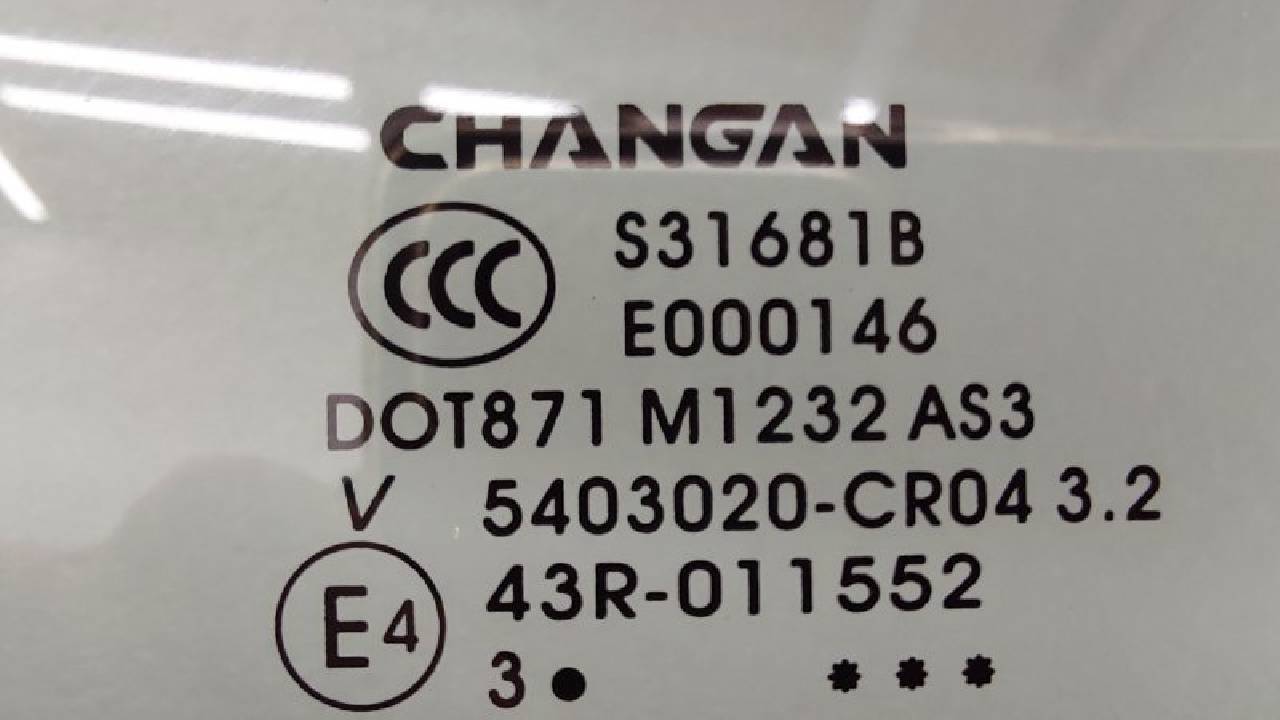 CHANGAN
CCC S31681B
E000146
DOT871 M1232 AS3
V 5403020-CR04 3.2
E4 43R-011552
3 ● * * *